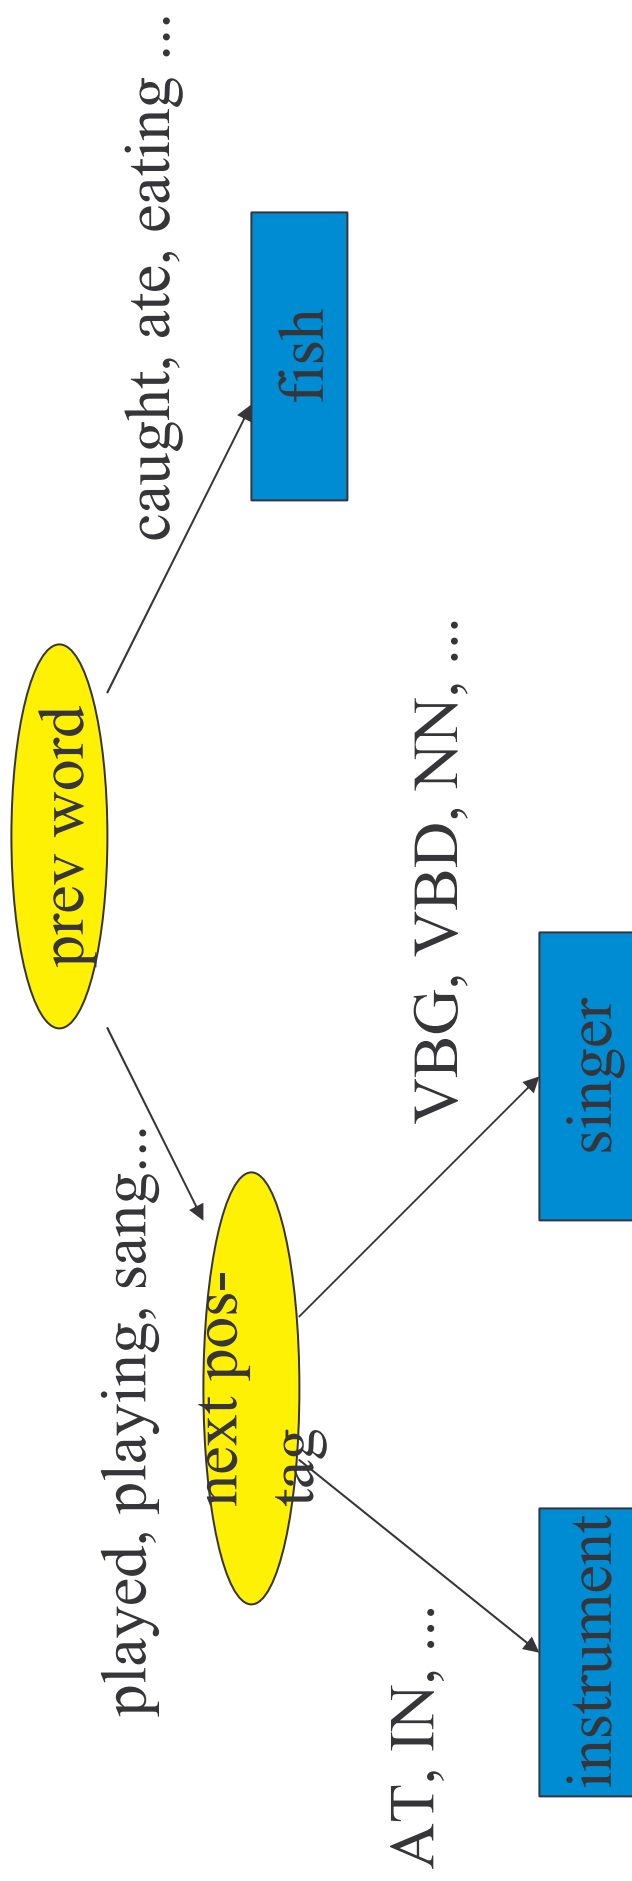 prev word
played, playing, sang...
caught, ate, eating ...
next pos-
tag
fish
AT, IN, ...
VBG, VBD, NN, ...
instrument
singer